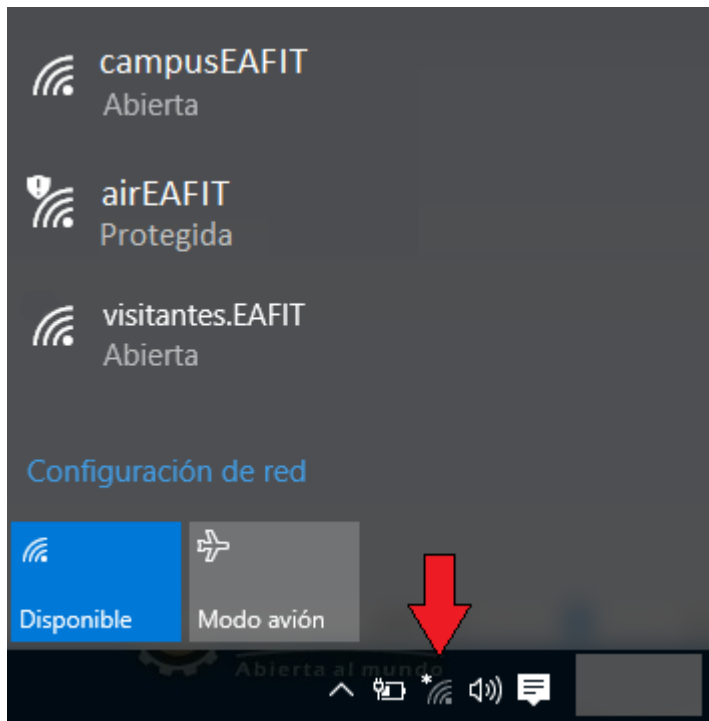 campusEAFIT
Abierta
airEAFIT
Protegida
visitantes.EAFIT
Abierta
Configuración de red
Disponible
Modo avión
Abierta al mundo